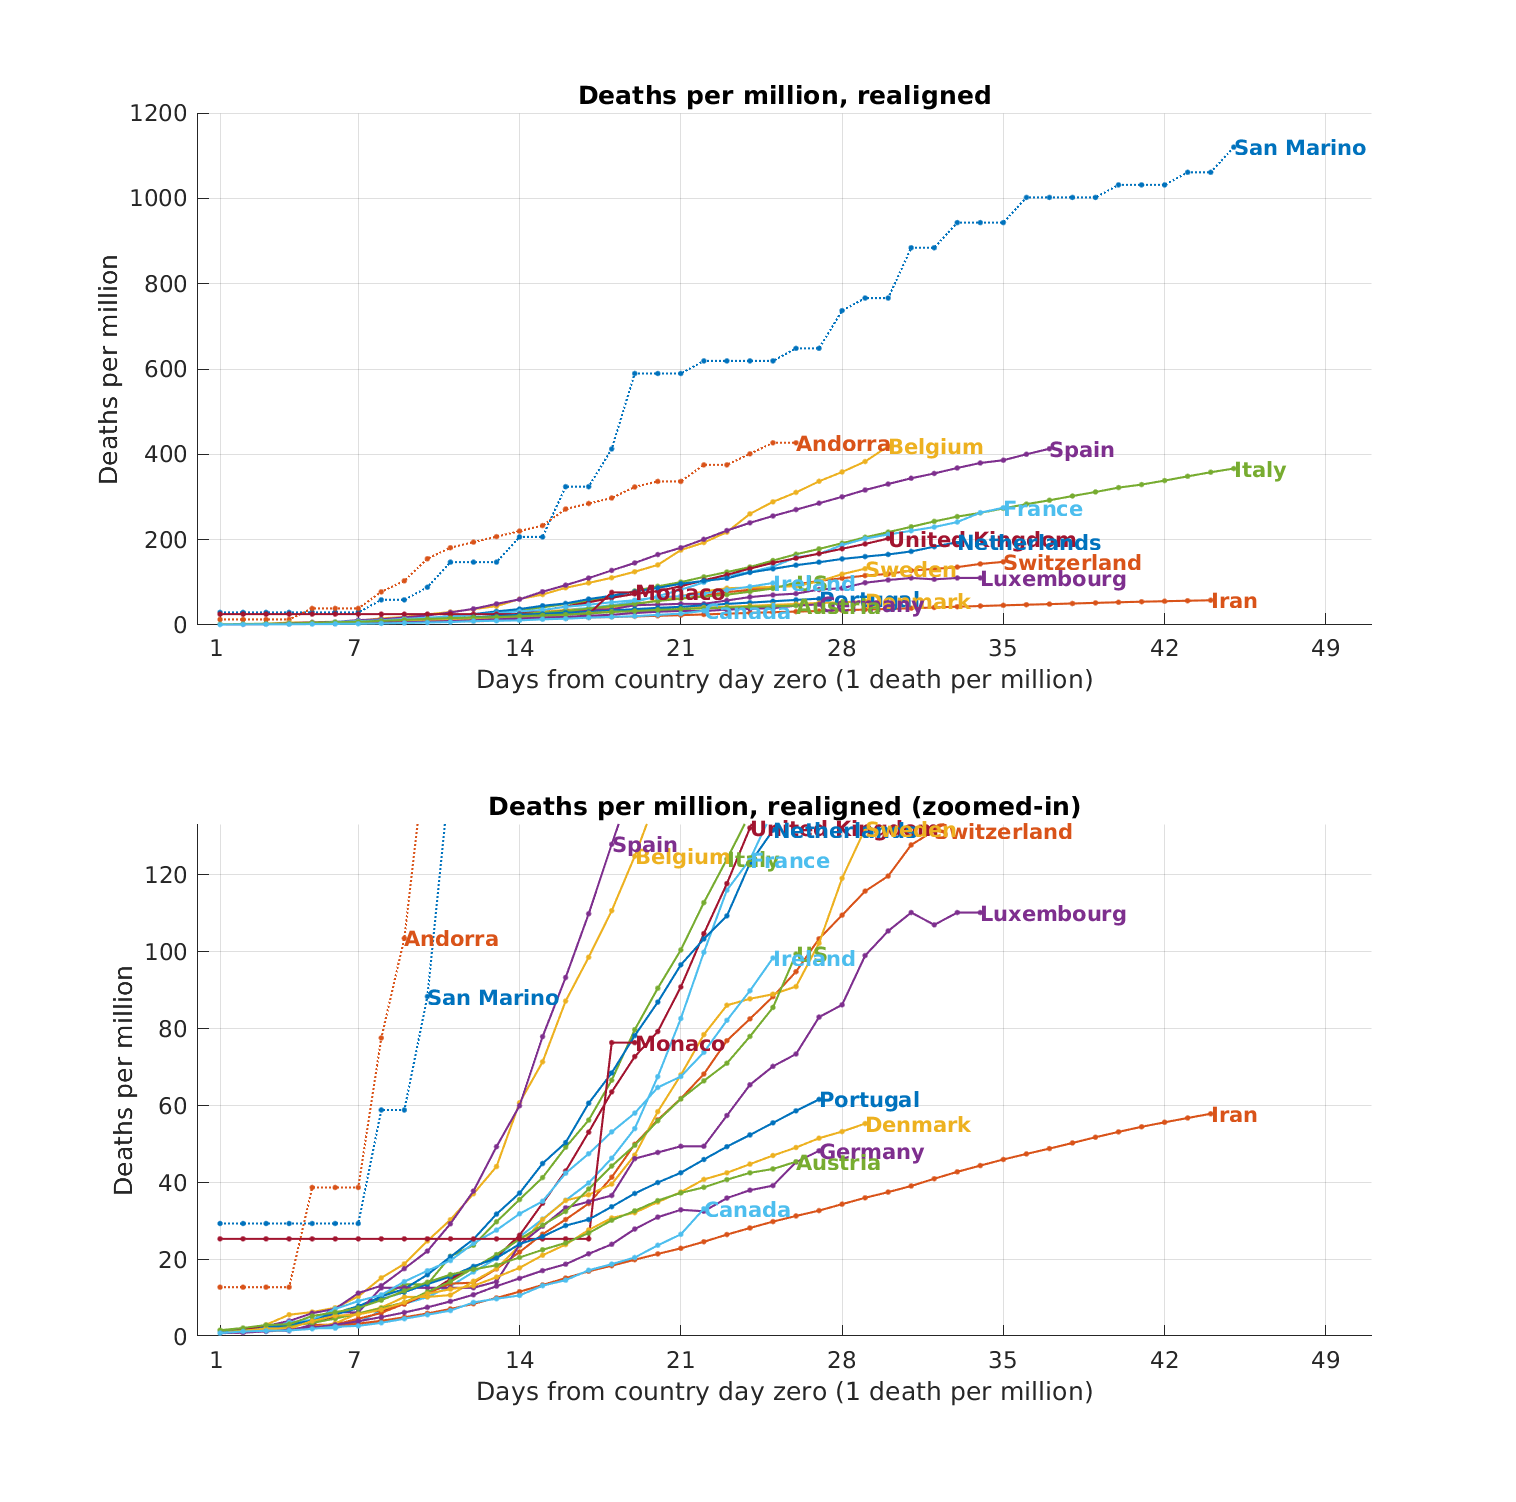 Deaths per million, realigned
1200
1000
800
600
400
200
0
Deaths per million
San Marino
Andorra
Belgium
Spain
Italy
France
United Kingdom
Netherlands
Switzerland
Sweden
Luxembourg
US
Ireland
Monaco
Portugal
Denmark
Germany
Austria
Iran
Canada
1 7 14 21 28 35 42 49
Days from country day zero (1 death per million)
Deaths per million, realigned (zoomed-in)
120
100
80
60
40
20
0
Deaths per million
United Kingdom
Netherlands
Sweden
Switzerland
Spain
Belgium
Italy
France
Luxembourg
Andorra
US
Ireland
San Marino
Monaco
Portugal
Iran
Denmark
Germany
Austria
Canada
1 7 14 21 28 35 42 49
Days from country day zero (1 death per million)